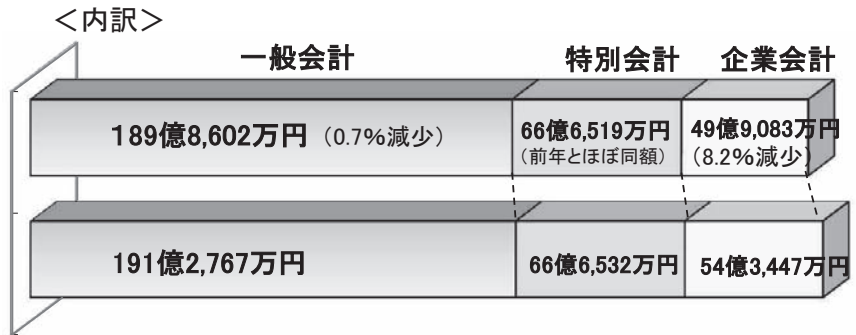 ＜内訳＞
一般会計 特別会計 企業会計
189億8,602万円（0.7%減少） 66億6,519万円 49億9,083万円
（前年とほぼ同額） （8.2%減少）
191億2,767万円 66億6,532万円 54億3,447万円